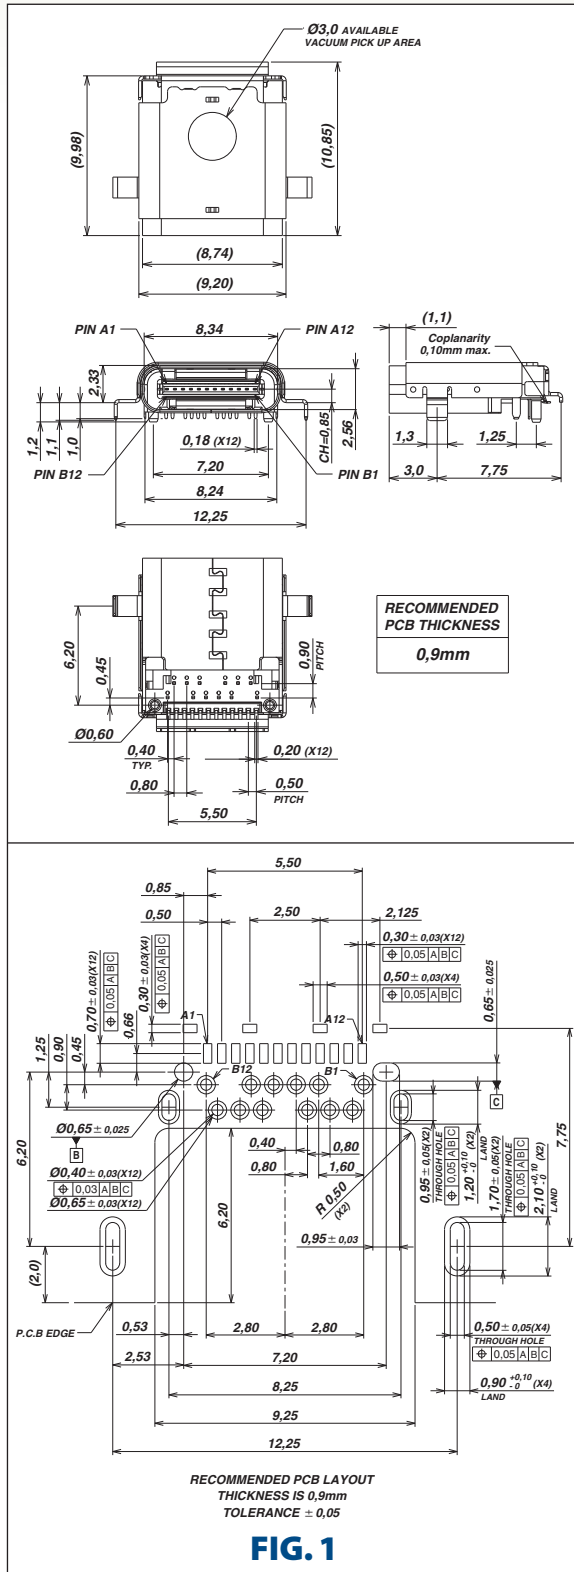 Ø3,0 AVAILABLE
VACUUM PICK UP AREA
(9,98)
(10,85)
(8,74)
(9,20)
PIN A1
8,34
PIN A12
(1,1)
Coplanarity
0,10mm max.
2,33
1,2
1,1
1,0
0,18 (X12)
CH=0,85
2,56
PIN B12
7,20
PIN B1
8,24
12,25
1,3
1,25
3,0
7,75
6,20
0,45
0,90
PITCH
RECOMMENDED
PCB THICKNESS
0,9mm
Ø0,60
0,40
TYP.
0,20 (X12)
0,80
0,50
PITCH
5,50
5,50
0,85
0,50
2,50
2,125
0,70 ± 0,03(X12)
0,05 A B C
0,30 ± 0,03(X4)
0,05 A B C
0,30 ± 0,03(X12)
0,05 A B C
0,50 ± 0,03(X4)
0,05 A B C
0,65 ± 0,025
0,66
A1
A12
1,25
0,90
0,45
B12
B1
C
6,20
7,75
Ø0,65 ± 0,025
B
Ø0,40 ± 0,03(X12)
0,03 A B C
Ø0,65 ± 0,03(X12)
0,40
0,80
0,80
1,60
6,20
R 0,50
(X2)
0,95 ± 0,05(X2)
THROUGH HOLE
0,05 A B C
1,20 +0,10 -0 (X2)
LAND
1,70 ± 0,05(X2)
THROUGH HOLE
0,05 A B C
2,10 +0,10 -0 (X2)
LAND
0,95 ± 0,03
(2,0)
P.C.B EDGE
0,53
2,80
2,80
0,50 ± 0,05(X4)
THROUGH HOLE
0,05 A B C
2,53
7,20
0,90 +0,10 -0 (X4)
LAND
8,25
9,25
12,25
RECOMMENDED PCB LAYOUT
THICKNESS IS 0,9mm
TOLERANCE ± 0,05
FIG. 1